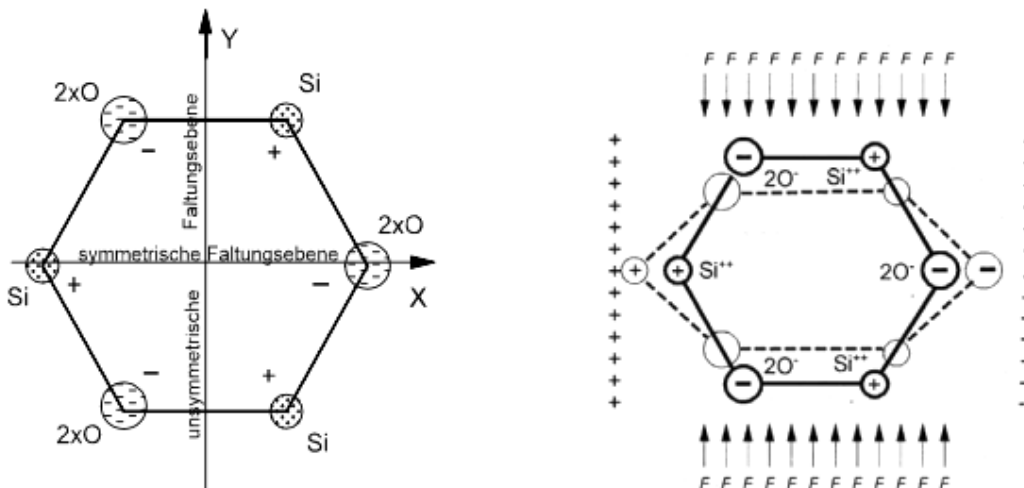 Y
Si
2xO
Faltungsebene
−
+
2xO
symmetrische Faltungsebene
+
−
Si
X
unsymmetrische
−
+
2xO
Si
F F F F F F F F F F F F
− +
2O⁻ Si⁺⁺
+ Si⁺⁺ 2O⁻ − −
+
2O⁻ Si⁺⁺
− +
F F F F F F F F F F F F